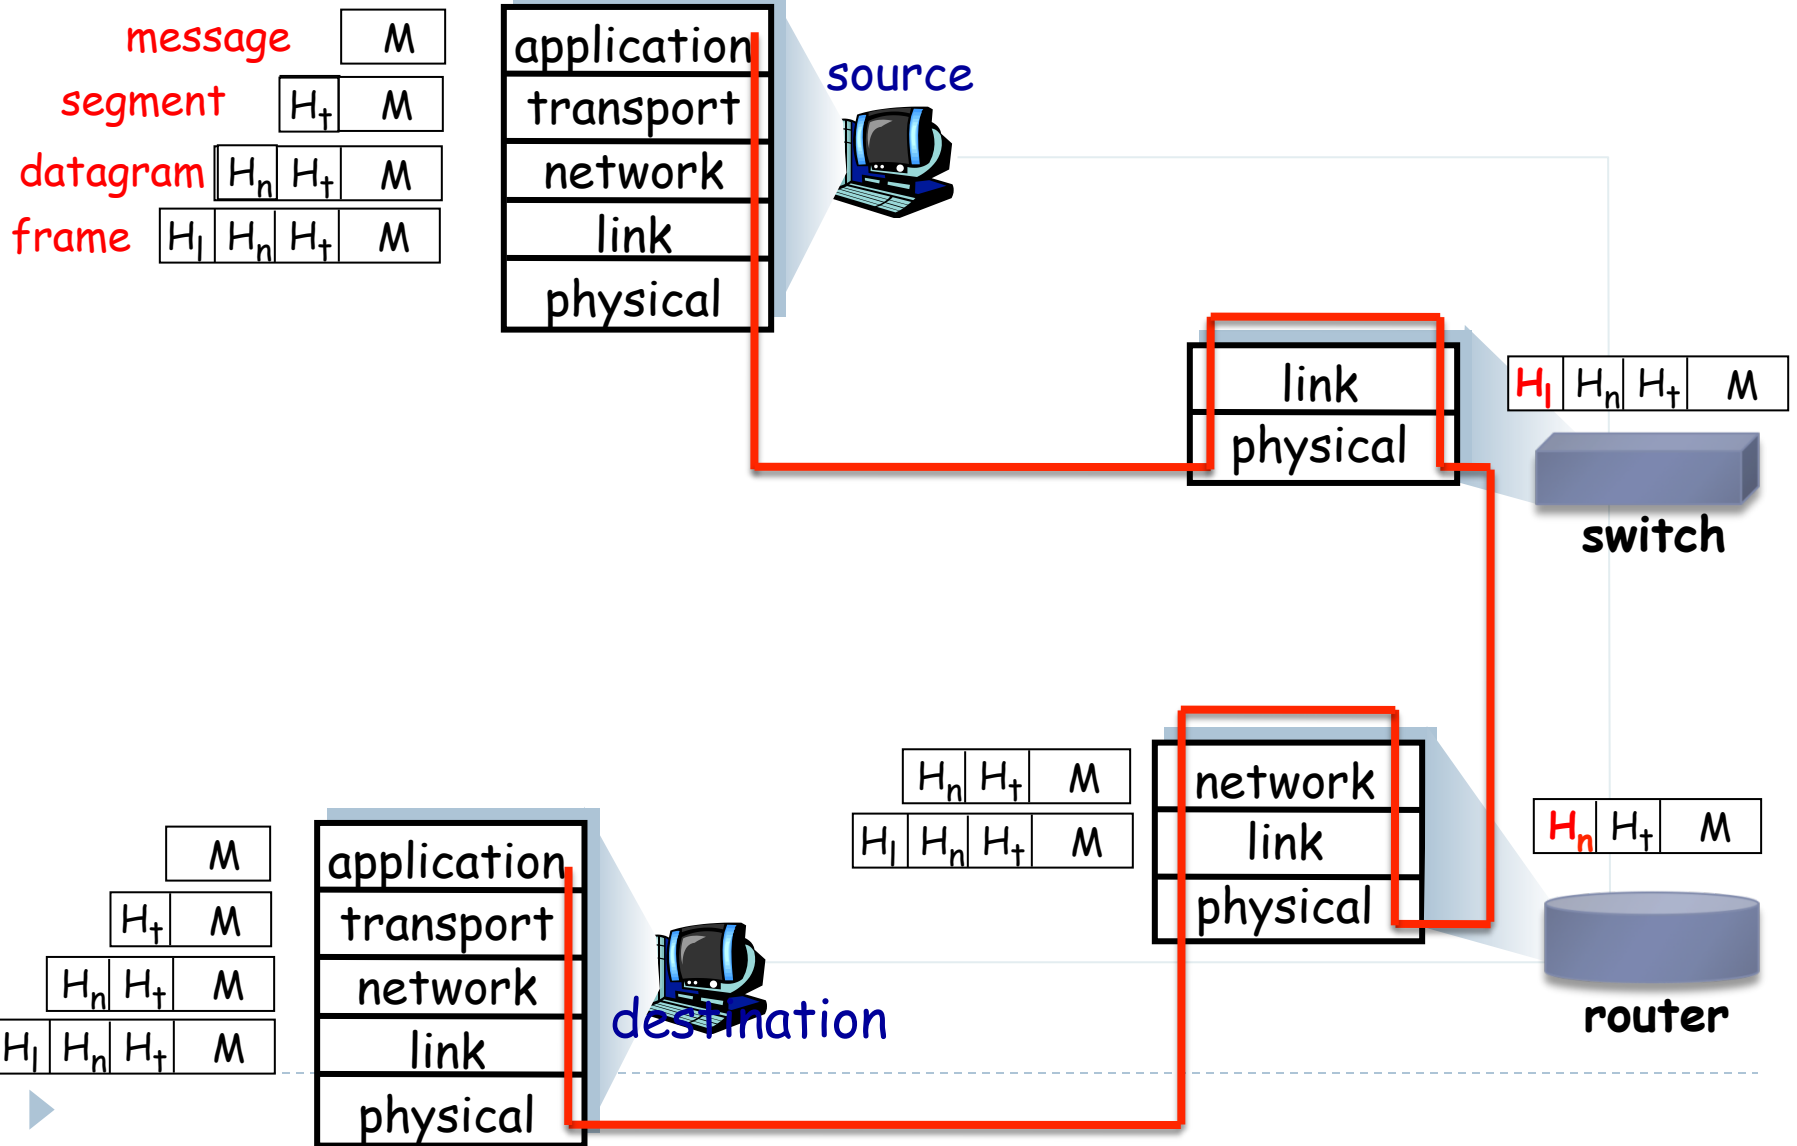 message M
segment Ht M
datagram Hn Ht M
frame Hl Hn Ht M
application
transport
network
link
physical
source
link
physical
Hl Hn Ht M
switch
Hn Ht M
Hl Hn Ht M
network
link
physical
Hn Ht M
router
M
Ht M
Hn Ht M
Hl Hn Ht M
application
transport
network
link
physical
destination